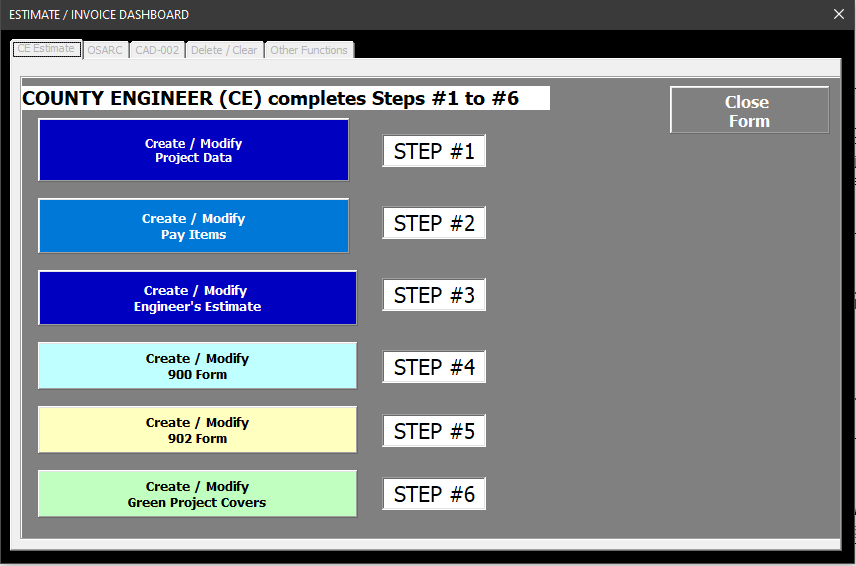 ESTIMATE / INVOICE DASHBOARD
CE Estimate
OSARC
CAD-002
Delete / Clear
Other Functions
COUNTY ENGINEER (CE) completes Steps #1 to #6
Close
Form
Create / Modify
Project Data
STEP #1
Create / Modify
Pay Items
STEP #2
Create / Modify
Engineer's Estimate
STEP #3
Create / Modify
900 Form
STEP #4
Create / Modify
902 Form
STEP #5
Create / Modify
Green Project Covers
STEP #6